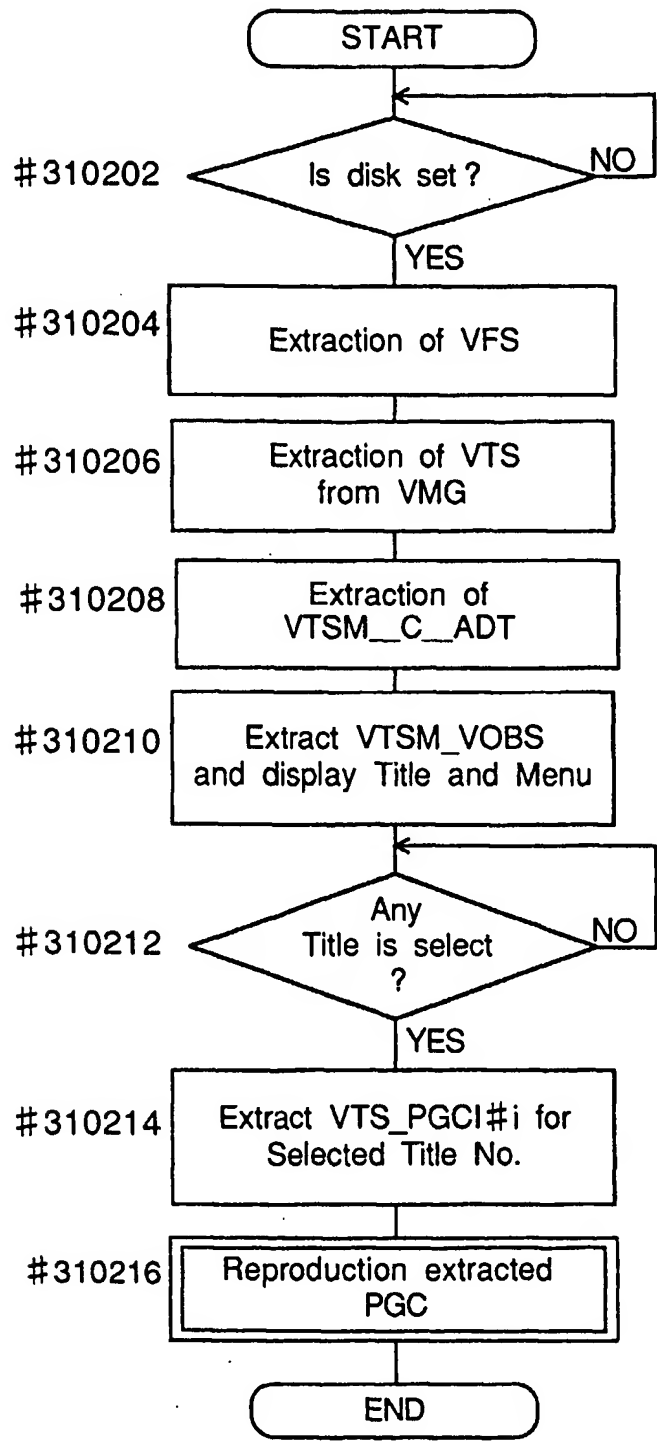 START
#310202
Is disk set?
NO
YES
#310204
Extraction of VFS
#310206
Extraction of VTS
from VMG
#310208
Extraction of
VTSM__C__ADT
#310210
Extract VTSM_VOBS
and display Title and Menu
#310212
Any
Title is select
?
NO
YES
#310214
Extract VTS_PGCI#i for
Selected Title No.
#310216
Reproduction extracted
PGC
END